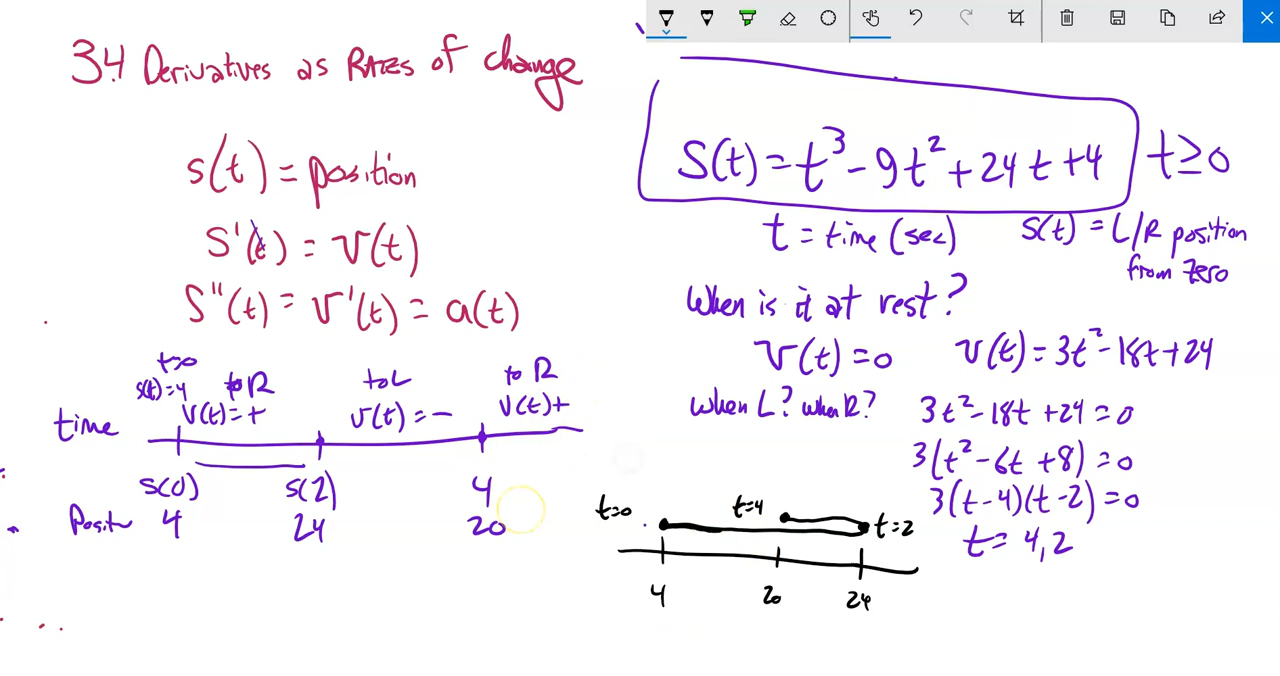 3.4 Derivatives as RATES of change
s(t) = position
S'(t) = v(t)
S''(t) = v'(t) = a(t)
t=0
s(t)=4
to R
v(t)=+
to L
v(t)=-
to R
v(t)+
time
s(0) s(2) 4
Posit 4 24 20
S(t) = t³ - 9t² + 24t + 4 t ≥ 0
t = time (sec)
s(t) = L/R position
from zero
When is it at rest?
v(t) = 0 v(t) = 3t² - 18t + 24
when L? when R?
3t² - 18t + 24 = 0
3(t² - 6t + 8) = 0
3(t - 4)(t - 2) = 0
t = 4, 2
t=0 t=4 t=2
4 20 24